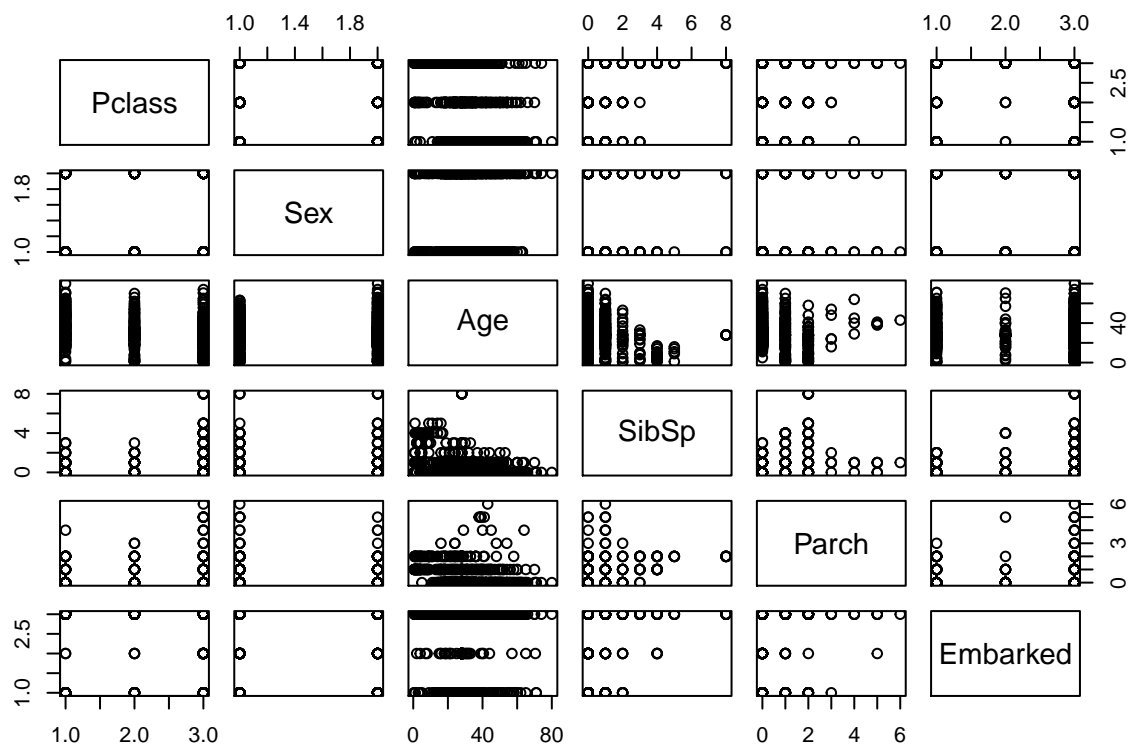 1.0 1.4 1.8 0 2 4 6 8 1.0 2.0 3.0
Pclass 1.0 2.5
1.0 1.8 Sex
Age 0 40
0 4 8 SibSp
Parch 0 3 6
1.0 2.5 Embarked
1.0 2.0 3.0 0 40 80 0 2 4 6